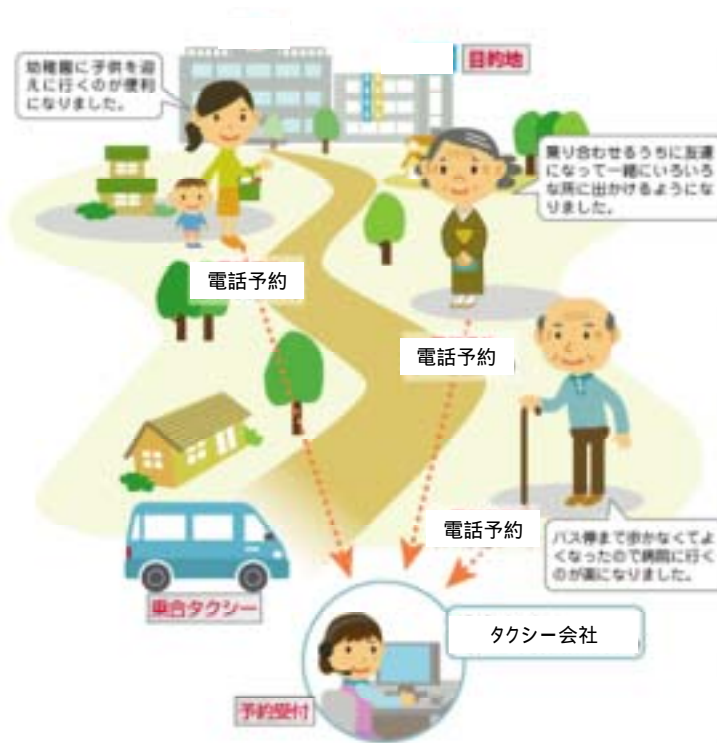 目的地
幼稚園に子供を迎
えに行くのが便利
になりました。
乗り合わせるうちに友達
になって一緒にいろいろ
な所に出かけるようにな
りました。
電話予約
電話予約
電話予約
バス停まで歩かなくてよ
くなったので病院に行く
のが楽になりました。
乗合タクシー
タクシー会社
予約受付